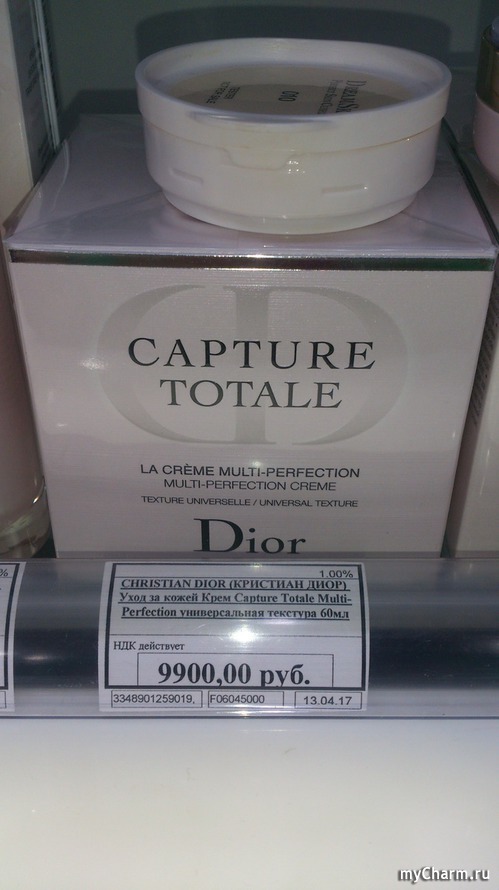 010
CAPTURE
TOTALE
LA CRÈME MULTI-PERFECTION
MULTI-PERFECTION CREME
TEXTURE UNIVERSELLE / UNIVERSAL TEXTURE
Dior
%
1.00%
CHRISTIAN DIOR (КРИСТИАН ДИОР)
Уход за кожей Крем Capture Totale Multi-
Perfection универсальная текстура 60мл
НДК действует
9900,00 руб.
3348901259019, F06045000 13.04.17
myCharm.ru